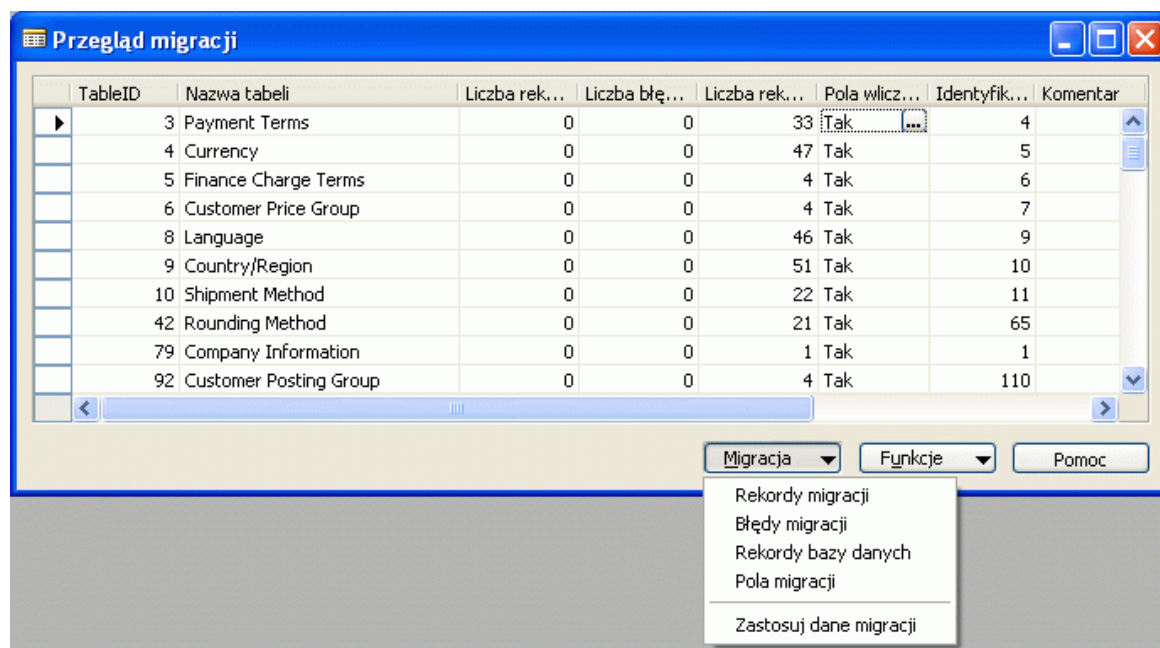 Przegląd migracji
TableID Nazwa tabeli Liczba rek... Liczba błę... Liczba rek... Pola wlicz... Identyfik... Komentar
3 Payment Terms 0 0 33 Tak ... 4
4 Currency 0 0 47 Tak 5
5 Finance Charge Terms 0 0 4 Tak 6
6 Customer Price Group 0 0 4 Tak 7
8 Language 0 0 46 Tak 9
9 Country/Region 0 0 51 Tak 10
10 Shipment Method 0 0 22 Tak 11
42 Rounding Method 0 0 21 Tak 65
79 Company Information 0 0 1 Tak 1
92 Customer Posting Group 0 0 4 Tak 110
Migracja Funkcje Pomoc
Rekordy migracji
Błędy migracji
Rekordy bazy danych
Pola migracji
Zastosuj dane migracji